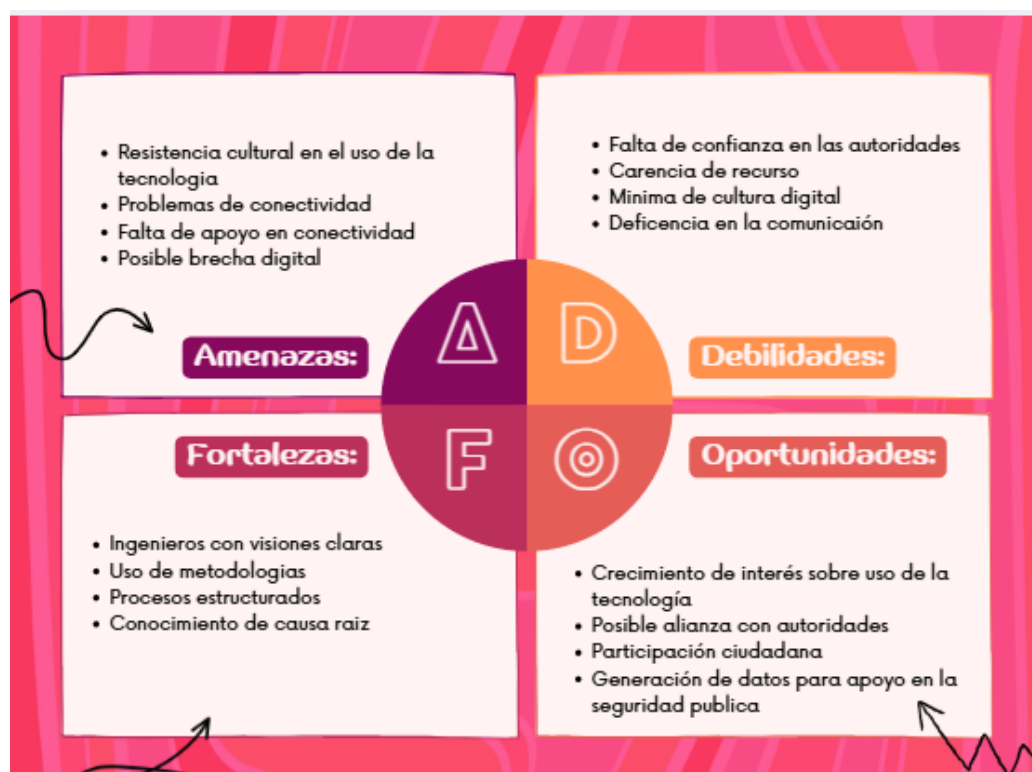 • Resistencia cultural en el uso de la
tecnologia
• Problemas de conectividad
• Falta de apoyo en conectividad
• Posible brecha digital
Amenazas:
• Falta de confianza en las autoridades
• Carencia de recurso
• Minima de cultura digital
• Deficencia en la comunicaión
Debilidades:
A D
F O
Fortalezas:
• Ingenieros con visiones claras
• Uso de metodologias
• Procesos estructurados
• Conocimiento de causa raiz
Oportunidades:
• Crecimiento de interés sobre uso de la
tecnología
• Posible alianza con autoridades
• Participación ciudadana
• Generación de datos para apoyo en la
seguridad publica